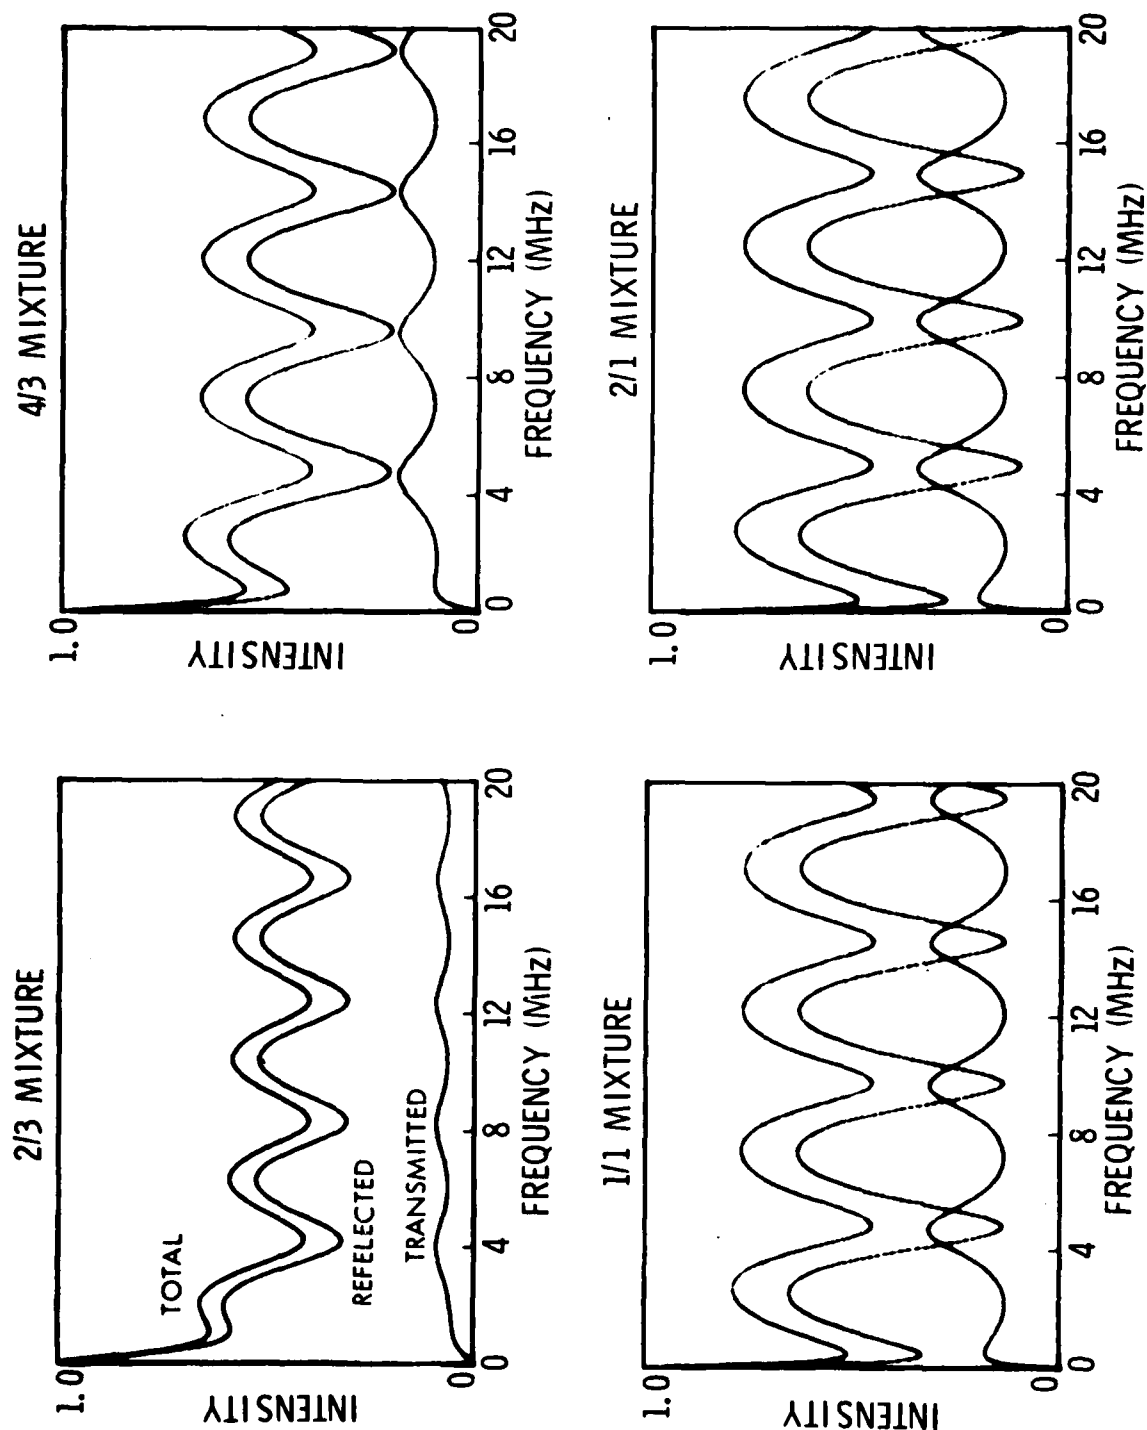 2/3 MIXTURE
1.0
INTENSITY
0
TOTAL
REFELECTED
TRANSMITTED
0 4 8 12 16 20
FREQUENCY (MHz)
4/3 MIXTURE
1.0
INTENSITY
0
0 4 8 12 16 20
FREQUENCY (MHz)
1/1 MIXTURE
1.0
INTENSITY
0
0 4 8 12 16 20
FREQUENCY (MHz)
2/1 MIXTURE
1.0
INTENSITY
0
0 4 8 12 16 20
FREQUENCY (MHz)